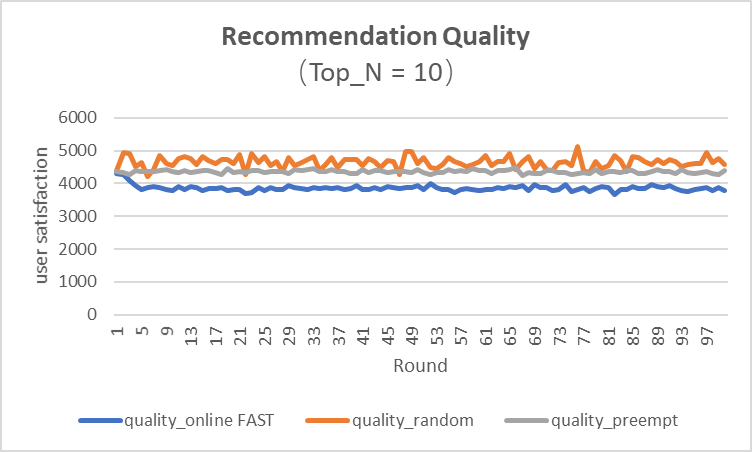 Recommendation Quality
（Top_N = 10）
6000
5000
4000
3000
2000
1000
0
user satisfaction
1 5 9 13 17 21 25 29 33 37 41 45 49 53 57 61 65 69 73 77 81 85 89 93 97
Round
quality_online FAST quality_random quality_preempt